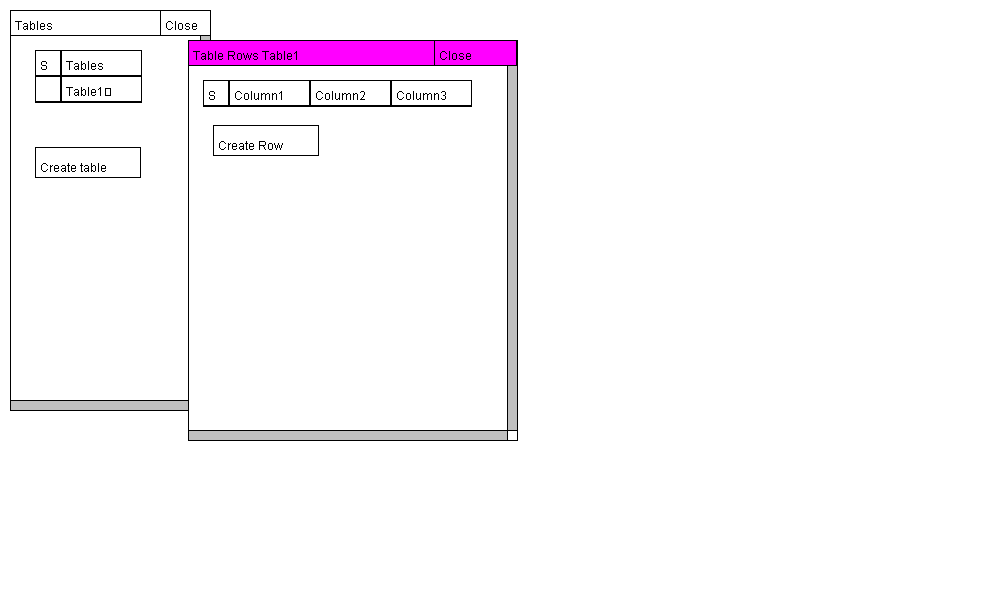 Tables Close
S Tables
Table1▯
Create table
Table Rows Table1 Close
S Column1 Column2 Column3
Create Row